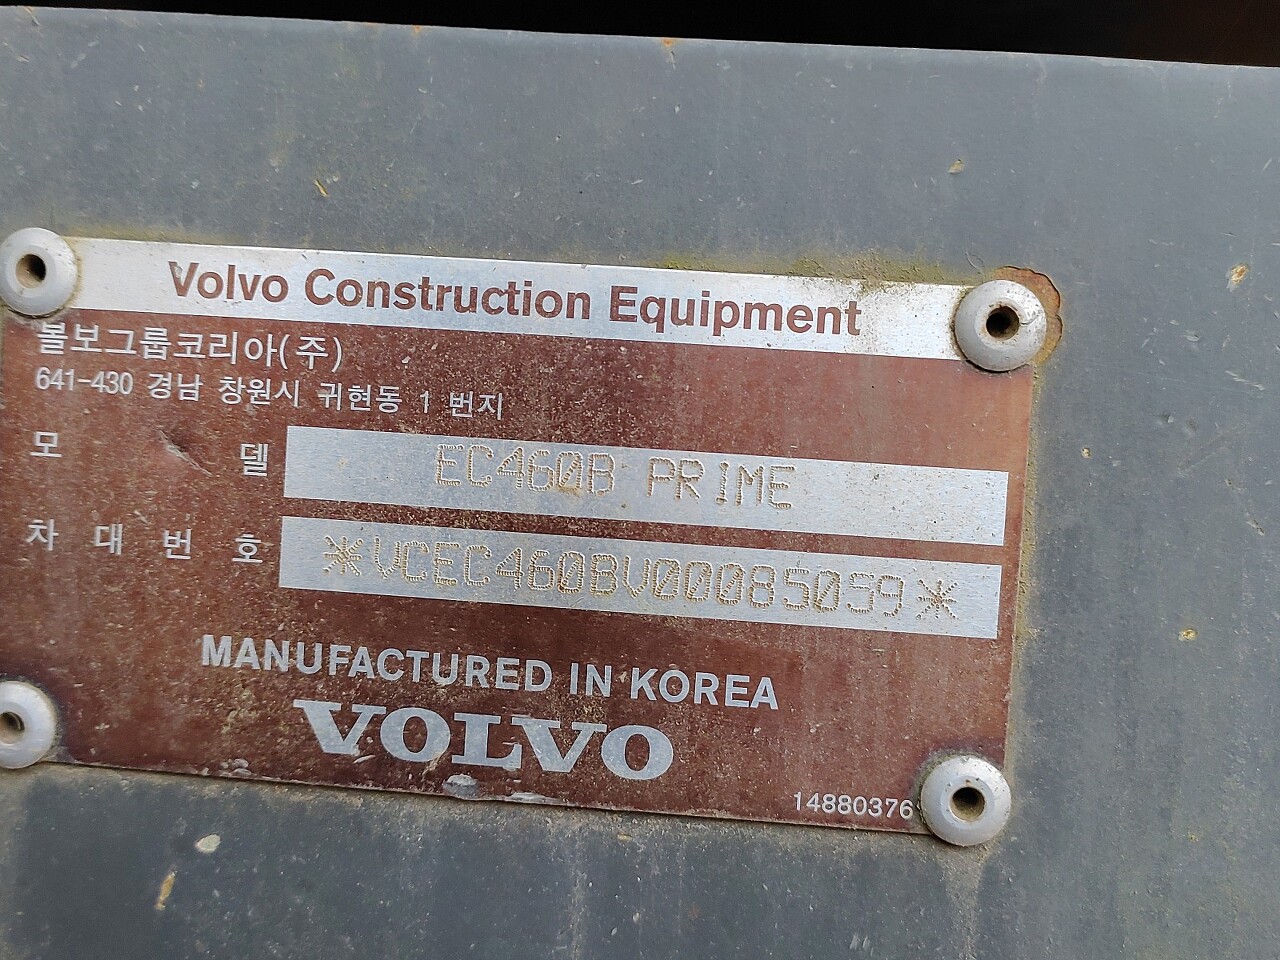 Volvo Construction Equipment
볼보그룹코리아(주)
641-430 경남 창원시 귀현동 1 번지
모 델 EC460B PRIME
차 대 번 호 *VCEC460BV00085059*
MANUFACTURED IN KOREA
VOLVO
14880376